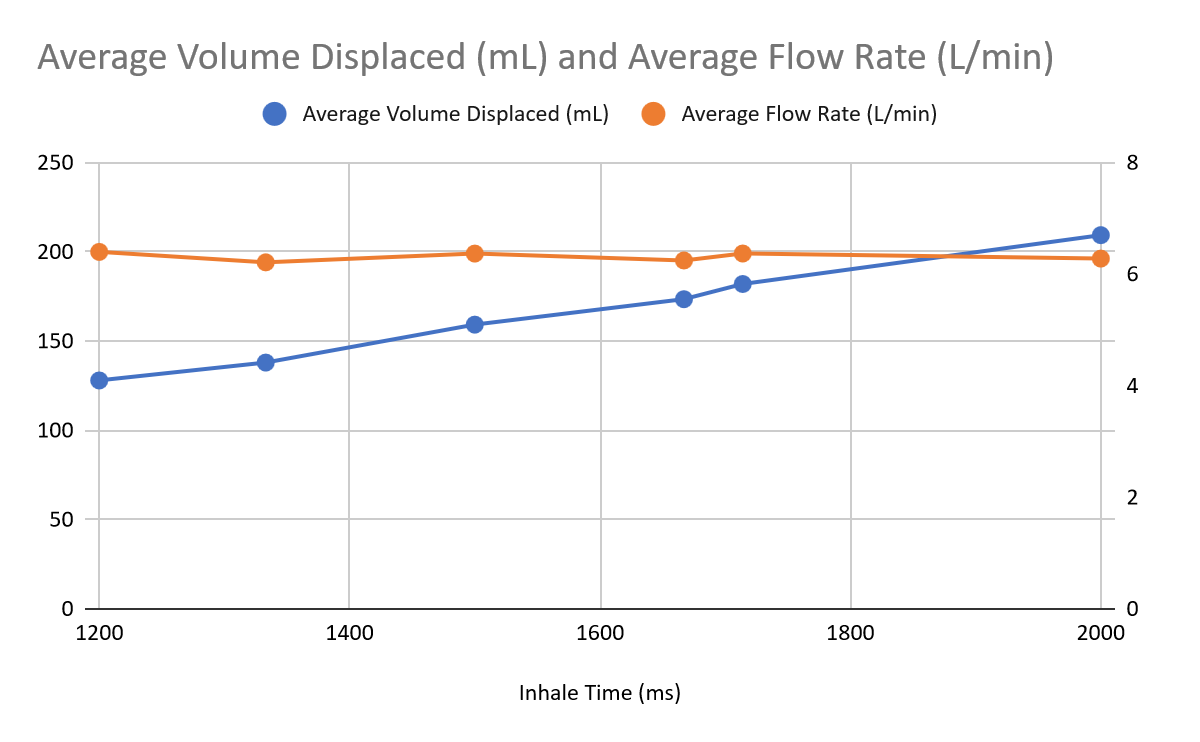 Average Volume Displaced (mL) and Average Flow Rate (L/min)
Average Volume Displaced (mL) Average Flow Rate (L/min)
250 8
200
6
150
4
100
2
50
0 0
1200 1400 1600 1800 2000
Inhale Time (ms)